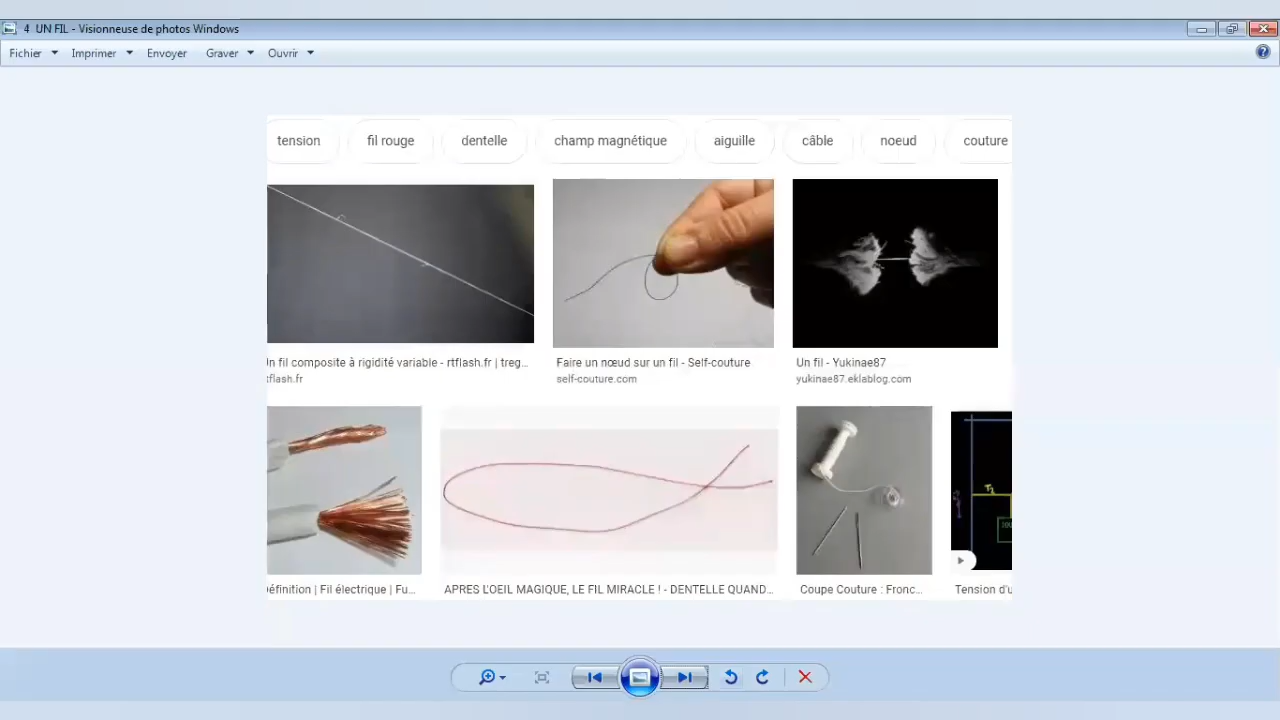 4 UN FIL - Visionneuse de photos Windows
Fichier Imprimer Envoyer Graver Ouvrir
tension fil rouge dentelle champ magnétique aiguille câble noeud couture
Un fil composite à rigidité variable - rtflash.fr | treg... Faire un nœud sur un fil - Self-couture Un fil - Yukinae87
tflash.fr self-couture.com yukinae87.eklablog.com
T2
éfinition | Fil électrique | Fu... APRES L'OEIL MAGIQUE, LE FIL MIRACLE ! - DENTELLE QUAND... Coupe Couture : Fronc... Tension d'u